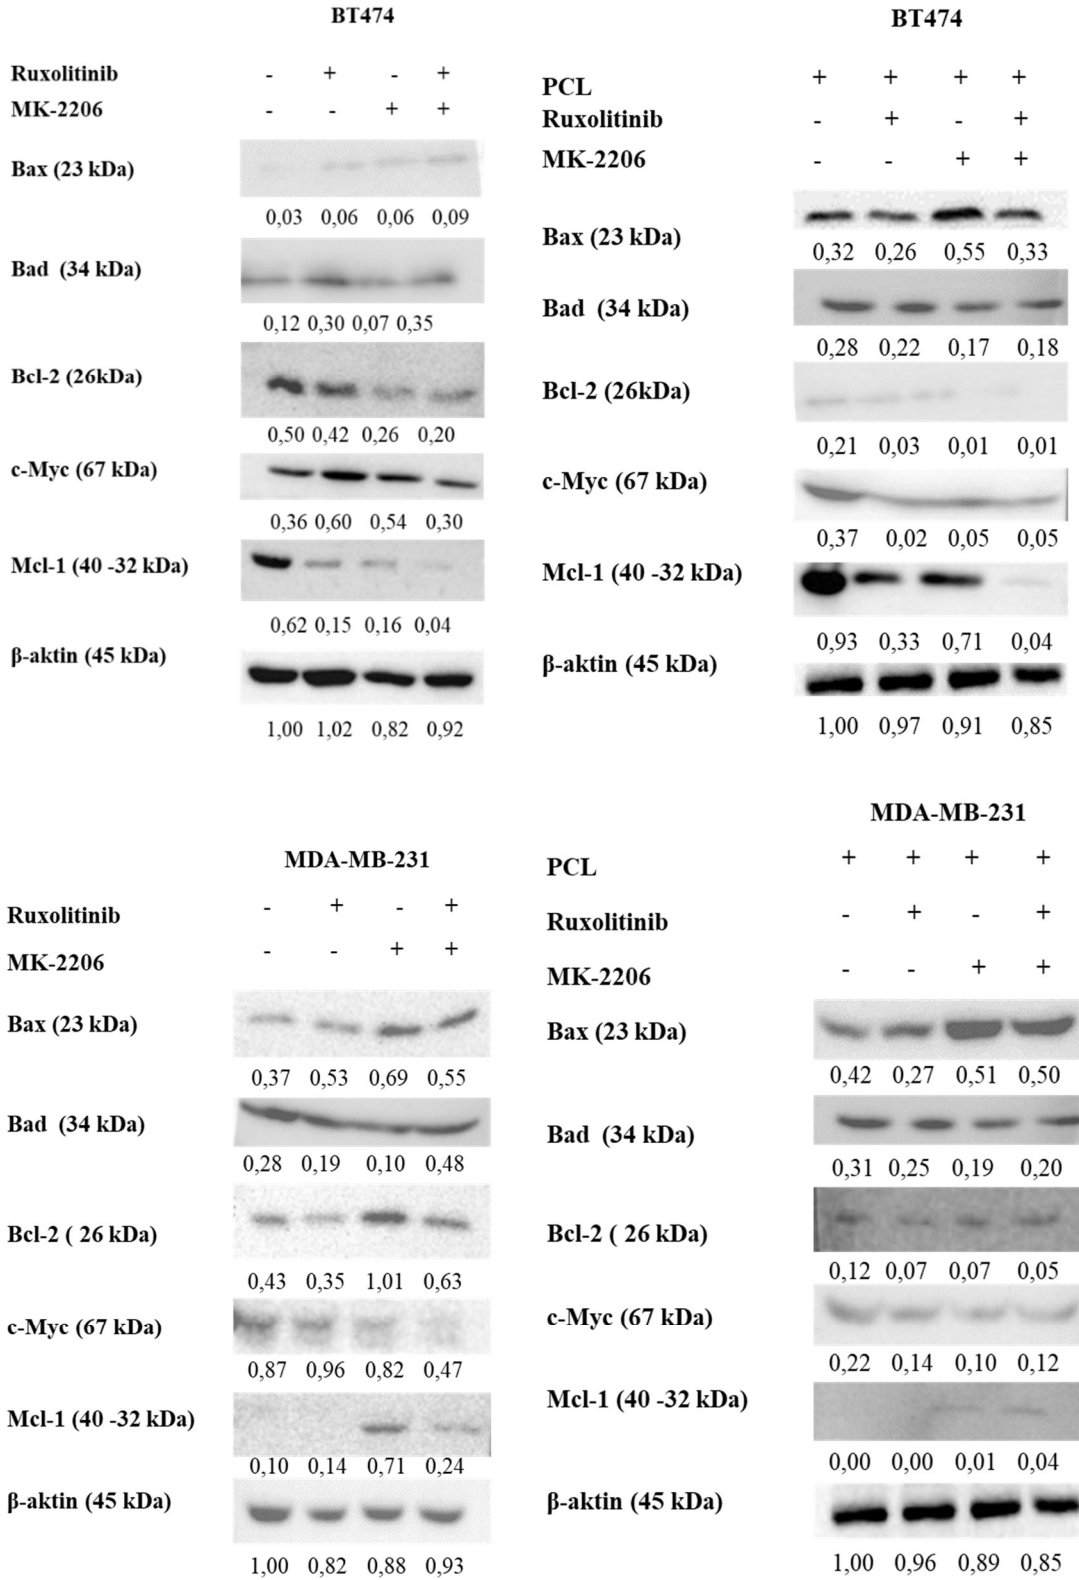 BT474
Ruxolitinib - + - +
MK-2206 - - + +
Bax (23 kDa)
0,03 0,06 0,06 0,09
Bad (34 kDa)
0,12 0,30 0,07 0,35
Bcl-2 (26kDa)
0,50 0,42 0,26 0,20
c-Myc (67 kDa)
0,36 0,60 0,54 0,30
Mcl-1 (40 -32 kDa)
0,62 0,15 0,16 0,04
β-aktin (45 kDa)
1,00 1,02 0,82 0,92
BT474
PCL + + + +
Ruxolitinib - + - +
MK-2206 - - + +
Bax (23 kDa)
0,32 0,26 0,55 0,33
Bad (34 kDa)
0,28 0,22 0,17 0,18
Bcl-2 (26kDa)
0,21 0,03 0,01 0,01
c-Myc (67 kDa)
0,37 0,02 0,05 0,05
Mcl-1 (40 -32 kDa)
0,93 0,33 0,71 0,04
β-aktin (45 kDa)
1,00 0,97 0,91 0,85
MDA-MB-231
Ruxolitinib - + - +
MK-2206 - - + +
Bax (23 kDa)
0,37 0,53 0,69 0,55
Bad (34 kDa)
0,28 0,19 0,10 0,48
Bcl-2 ( 26 kDa)
0,43 0,35 1,01 0,63
c-Myc (67 kDa)
0,87 0,96 0,82 0,47
Mcl-1 (40 -32 kDa)
0,10 0,14 0,71 0,24
β-aktin (45 kDa)
1,00 0,82 0,88 0,93
MDA-MB-231
PCL + + + +
Ruxolitinib - + - +
MK-2206 - - + +
Bax (23 kDa)
0,42 0,27 0,51 0,50
Bad (34 kDa)
0,31 0,25 0,19 0,20
Bcl-2 ( 26 kDa)
0,12 0,07 0,07 0,05
c-Myc (67 kDa)
0,22 0,14 0,10 0,12
Mcl-1 (40 -32 kDa)
0,00 0,00 0,01 0,04
β-aktin (45 kDa)
1,00 0,96 0,89 0,85